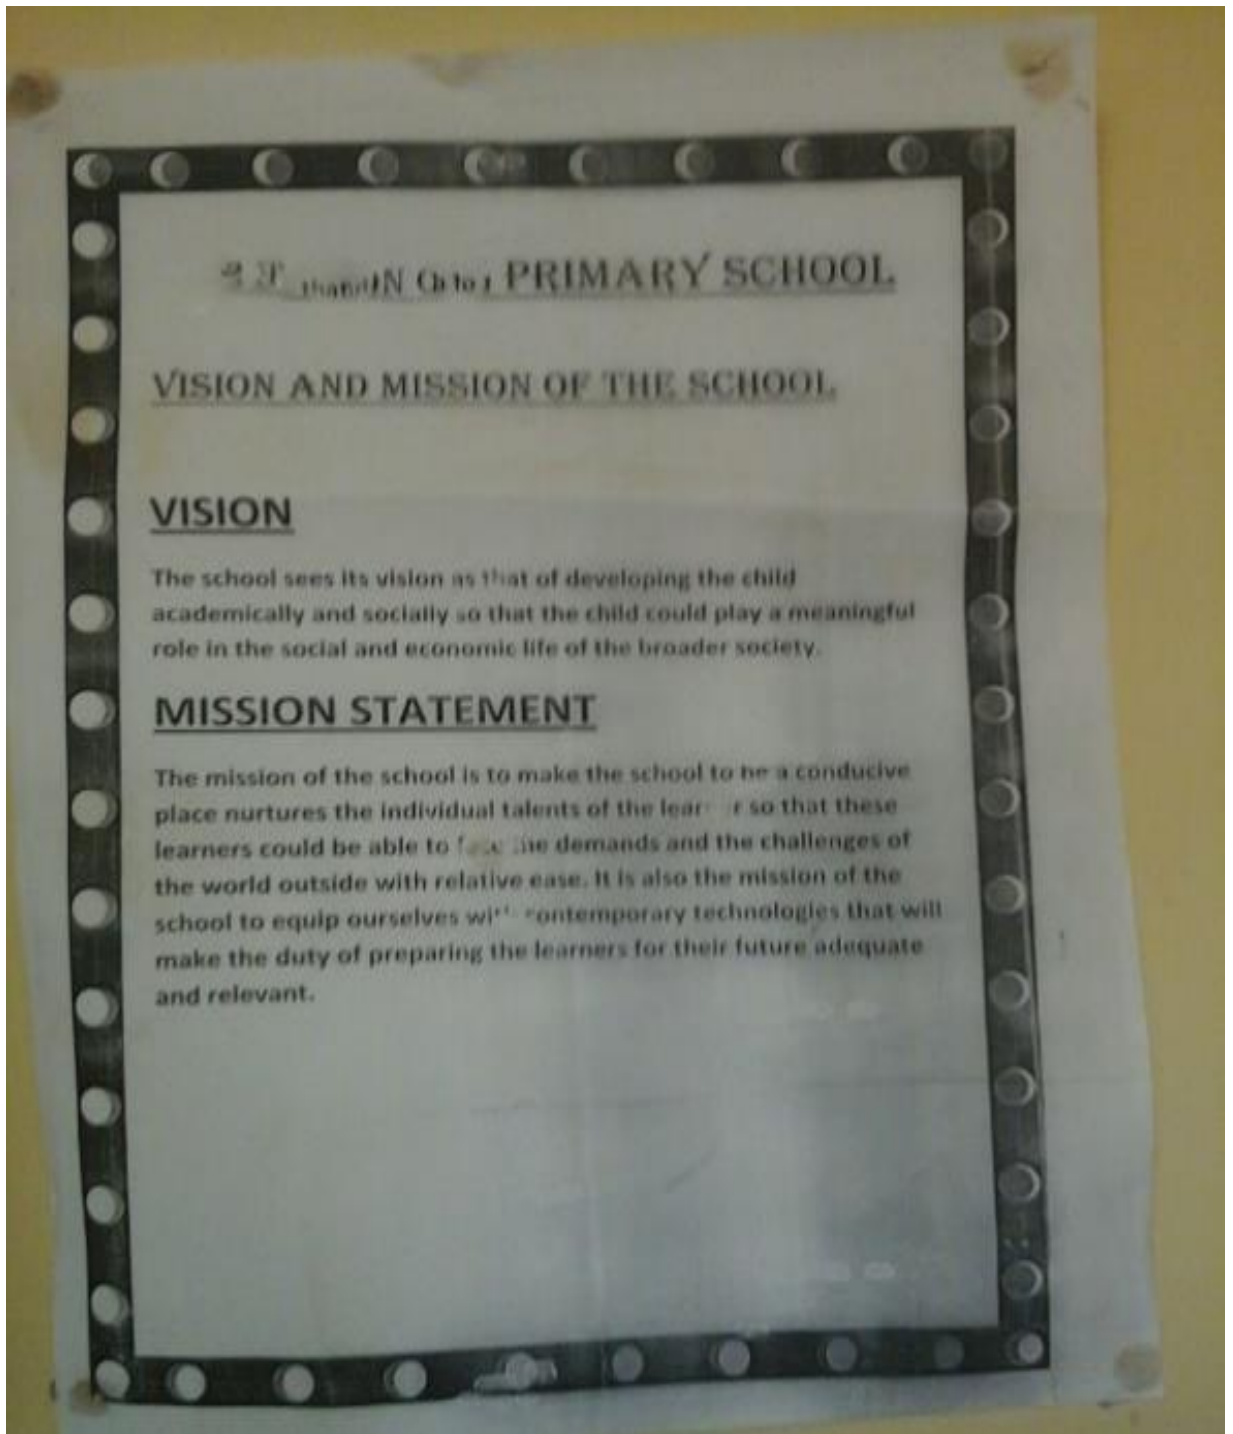 PRIMARY SCHOOL
VISION AND MISSION OF THE SCHOOL
VISION
The school sees its vision as that of developing the child
academically and socially so that the child could play a meaningful
role in the social and economic life of the broader society.
MISSION STATEMENT
The mission of the school is to make the school to be a conducive
place nurtures the individual talents of the so that these
learners could be able to demands and the challenges of
the world outside with relative ease. It is also the mission of the
school to equip ourselves contemporary technologies that will
make the duty of preparing the learners for their future adequate
and relevant.